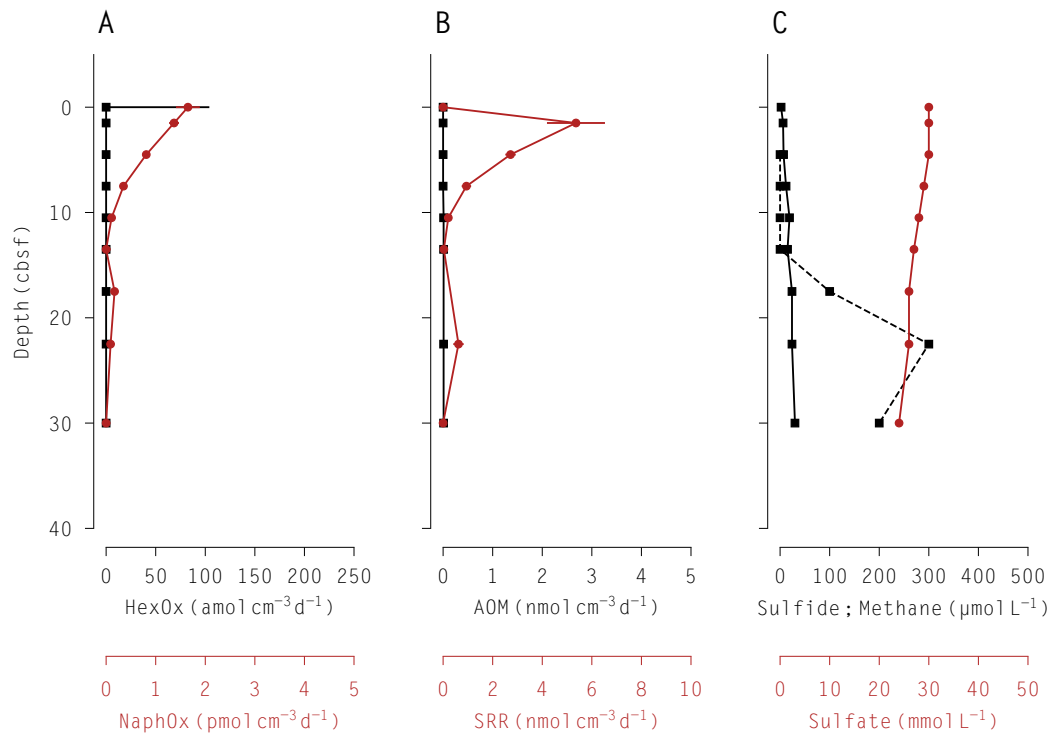 A B C
0
10
20
30
40
Depth (cbsf)
0 50 100 150 200 250
HexOx (amol cm⁻³ d⁻¹)
0 1 2 3 4 5
NaphOx (pmol cm⁻³ d⁻¹)
0 1 2 3 4 5
AOM (nmol cm⁻³ d⁻¹)
0 2 4 6 8 10
SRR (nmol cm⁻³ d⁻¹)
0 100 200 300 400 500
Sulfide; Methane (µmol L⁻¹)
0 10 20 30 40 50
Sulfate (mmol L⁻¹)